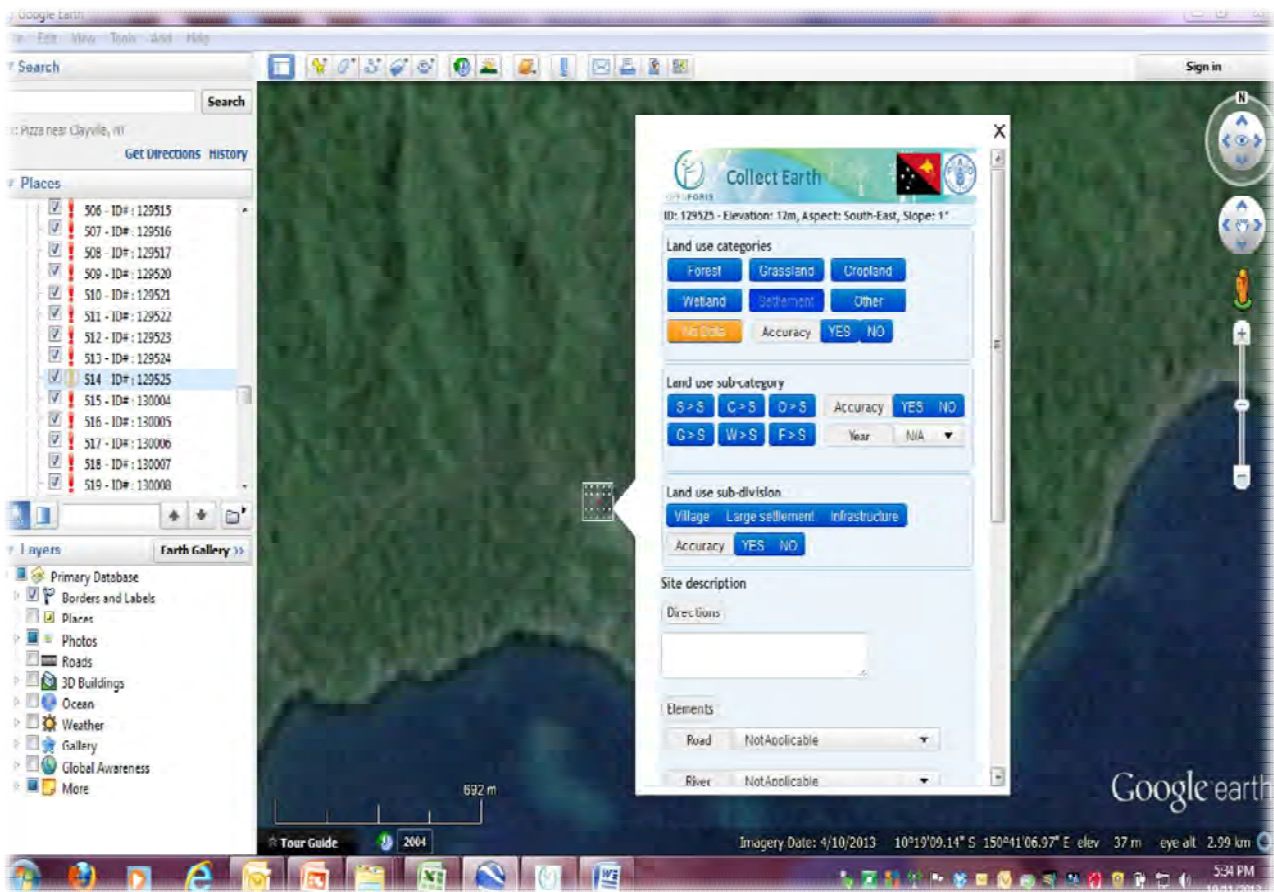 Google Earth
File Edit View Tools Add Help
Search
Sign in
Search
Pizza near Clayville, NY
Get Directions History
Places
506 - ID# : 129515
507 - ID# : 129516
508 - ID# : 129517
509 - ID# : 129520
510 - ID# : 129521
511 - ID# : 129522
512 - ID# : 129523
513 - ID# : 129524
514 ID# : 129525
515 - ID# : 130004
516 - ID# : 130005
517 - ID# : 130006
518 - ID# : 130007
519 - ID# : 130008
Layers
Earth Gallery >>
Primary Database
Borders and Labels
Places
Photos
Roads
3D Buildings
Ocean
Weather
Gallery
Global Awareness
More
N
X
Collect Earth
ID: 129525 - Elevation: 12m, Aspect: South-East, Slope: 1°
Land use categories
Forest Grassland Cropland
Wetland Settlement Other
No Data Accuracy YES NO
Land use sub-category
S > S C > S O > S Accuracy YES NO
G > S W > S F > S Year N/A
Land use sub-division
Village Large settlement Infrastructure
Accuracy YES NO
Site description
Directions
Elements
Road NotApplicable
River NotApplicable
692 m
Google earth
Tour Guide
2004
Imagery Date: 4/10/2013 10°19'09.14" S 150°41'06.97" E elev 37 m eye alt 2.99 km
5:34 PM